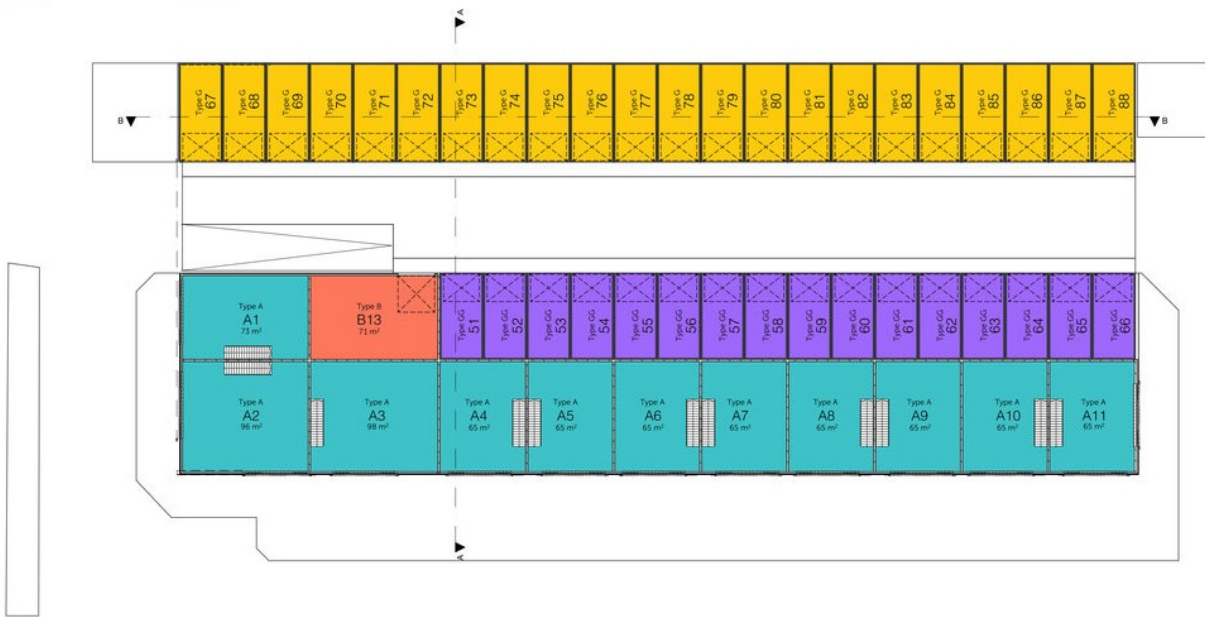 A
Type G
67
Type G
68
Type G
69
Type G
70
Type G
71
Type G
72
Type G
73
Type G
74
Type G
75
Type G
76
Type G
77
Type G
78
Type G
79
Type G
80
Type G
81
Type G
82
Type G
83
Type G
84
Type G
85
Type G
86
Type G
87
Type G
88
B
B
Type A
A1
73 m²
Type B
B13
71 m²
Type GG
51
Type GG
52
Type GG
53
Type GG
54
Type GG
55
Type GG
56
Type GG
57
Type GG
58
Type GG
59
Type GG
60
Type GG
61
Type GG
62
Type GG
63
Type GG
64
Type GG
65
Type GG
66
Type A
A2
96 m²
Type A
A3
98 m²
Type A
A4
65 m²
Type A
A5
65 m²
Type A
A6
65 m²
Type A
A7
65 m²
Type A
A8
65 m²
Type A
A9
65 m²
Type A
A10
65 m²
Type A
A11
65 m²
A